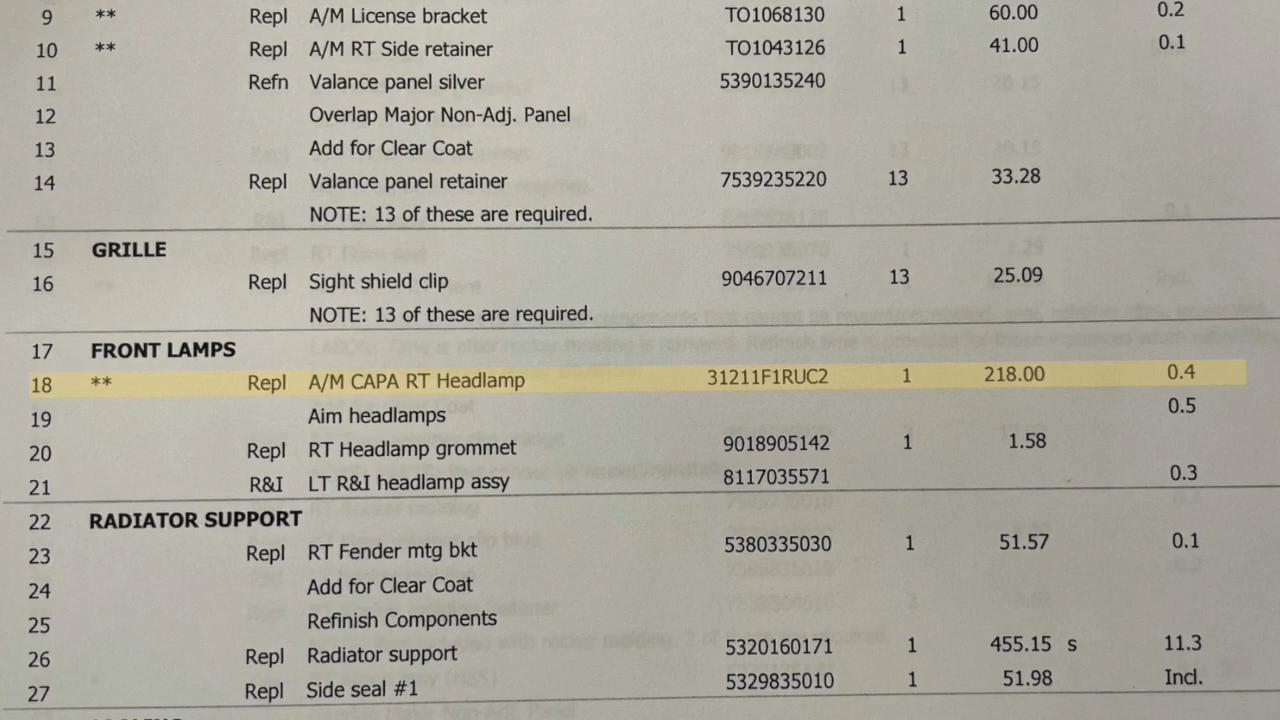 9 ** Repl A/M License bracket TO1068130 1 60.00 0.2
10 ** Repl A/M RT Side retainer TO1043126 1 41.00 0.1
11 Refn Valance panel silver 5390135240
12 Overlap Major Non-Adj. Panel
13 Add for Clear Coat
14 Repl Valance panel retainer 7539235220 13 33.28
NOTE: 13 of these are required.
15 GRILLE
16 Repl Sight shield clip 9046707211 13 25.09
NOTE: 13 of these are required.
17 FRONT LAMPS
18 ** Repl A/M CAPA RT Headlamp 31211F1RUC2 1 218.00 0.4
19 Aim headlamps 0.5
20 Repl RT Headlamp grommet 9018905142 1 1.58
21 R&I LT R&I headlamp assy 8117035571 0.3
22 RADIATOR SUPPORT
23 Repl RT Fender mtg bkt 5380335030 1 51.57 0.1
24 Add for Clear Coat
25 Refinish Components
26 Repl Radiator support 5320160171 1 455.15 s 11.3
27 Repl Side seal #1 5329835010 1 51.98 Incl.